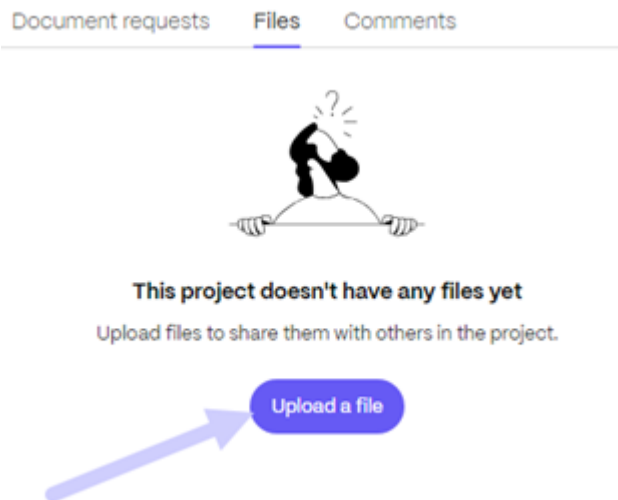 Document requests Files Comments
?
This project doesn't have any files yet
Upload files to share them with others in the project.
Upload a file